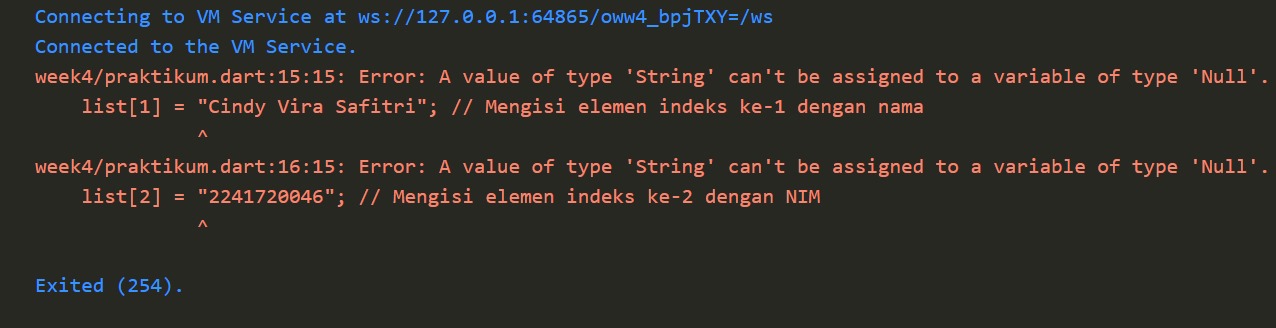 Connecting to VM Service at ws://127.0.0.1:64865/oww4_bpjTXY=/ws
Connected to the VM Service.
week4/praktikum.dart:15:15: Error: A value of type 'String' can't be assigned to a variable of type 'Null'.
    list[1] = "Cindy Vira Safitri"; // Mengisi elemen indeks ke-1 dengan nama
              ^
week4/praktikum.dart:16:15: Error: A value of type 'String' can't be assigned to a variable of type 'Null'.
    list[2] = "2241720046"; // Mengisi elemen indeks ke-2 dengan NIM
              ^
Exited (254).